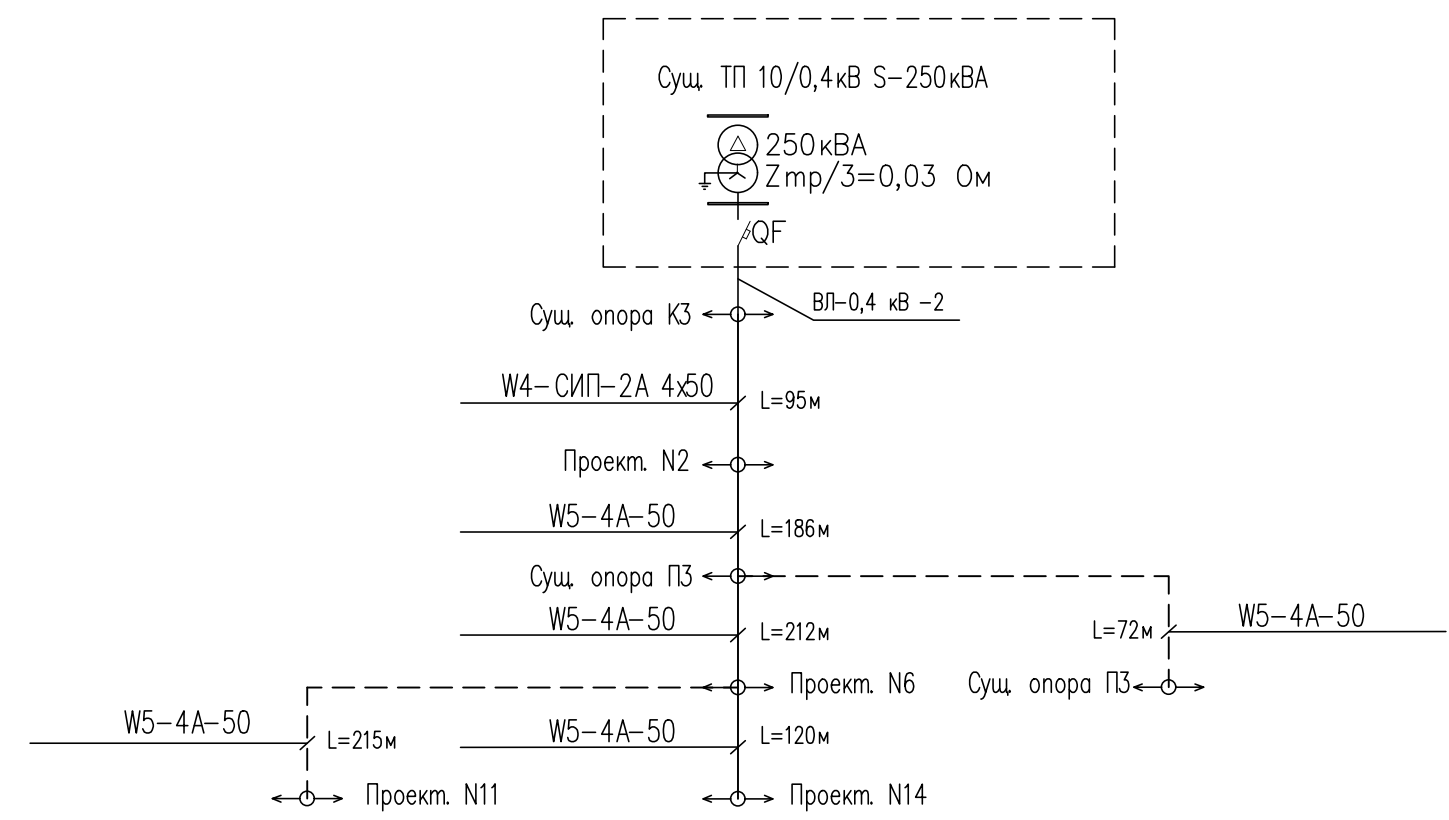 Сущ. ТП 10/0,4кВ S-250кВА
250кВА
Zтр/3=0,03 Ом
QF
ВЛ-0,4 кВ -2
Сущ. опора К3
W4-СИП-2А 4х50
L=95м
Проект. N2
W5-4А-50
L=186м
Сущ. опора П3
W5-4А-50
L=212м
L=72м
W5-4А-50
Проект. N6
Сущ. опора П3
W5-4А-50
L=215м
W5-4А-50
L=120м
Проект. N11
Проект. N14